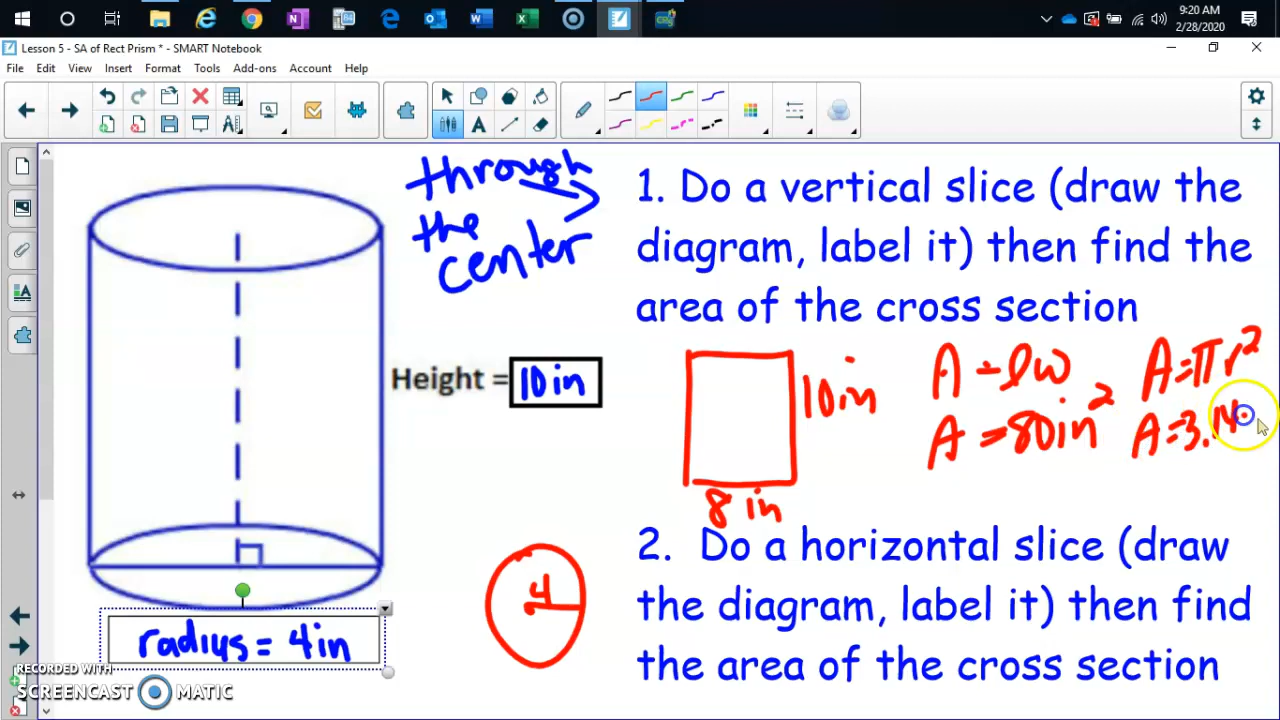 9:20 AM
2/28/2020
Lesson 5 - SA of Rect Prism * - SMART Notebook
File Edit View Insert Format Tools Add-ons Account Help
through
the
center
Height = 10 in
radius = 4 in
1. Do a vertical slice (draw the
diagram, label it) then find the
area of the cross section
10 in
8 in
A = lw
A = 80 in²
A = πr²
A = 3.14
4
2. Do a horizontal slice (draw
the diagram, label it) then find
the area of the cross section
RECORDED WITH
SCREENCAST MATIC